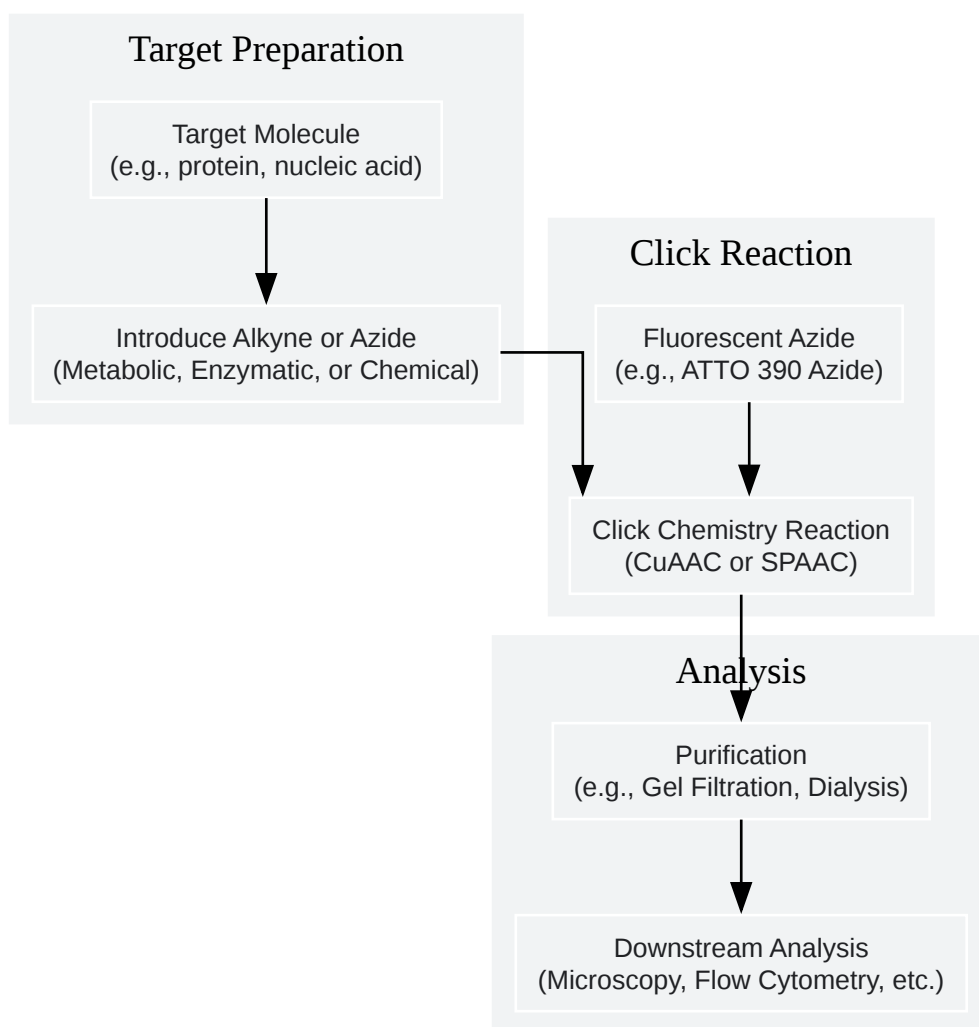 Target Preparation
Target Molecule
(e.g., protein, nucleic acid)
Introduce Alkyne or Azide
(Metabolic, Enzymatic, or Chemical)
Click Reaction
Fluorescent Azide
(e.g., ATTO 390 Azide)
Click Chemistry Reaction
(CuAAC or SPAAC)
Analysis
Purification
(e.g., Gel Filtration, Dialysis)
Downstream Analysis
(Microscopy, Flow Cytometry, etc.)